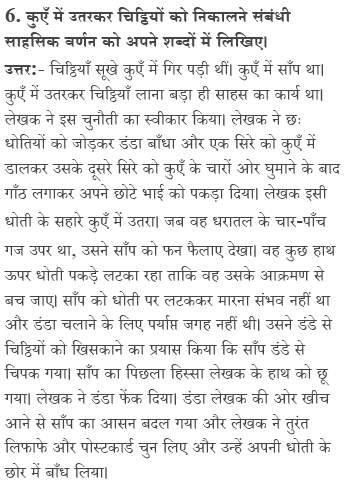 6. कुएँ में उतरकर चिट्ठियों को निकालने संबंधी
साहसिक वर्णन को अपने शब्दों में लिखिए।
उत्तर:- चिट्ठियाँ सूखे कुएँ में गिर पड़ी थीं। कुएँ में साँप था।
कुएँ में उतरकर चिट्ठियाँ लाना बड़ा ही साहस का कार्य था।
लेखक ने इस चुनौती का स्वीकार किया। लेखक ने छः
धोतियों को जोड़कर डंडा बाँधा और एक सिरे को कुएँ में
डालकर उसके दूसरे सिरे को कुएँ के चारों ओर घुमाने के बाद
गाँठ लगाकर अपने छोटे भाई को पकड़ा दिया। लेखक इसी
धोती के सहारे कुएँ में उतरा। जब वह धरातल के चार-पाँच
गज उपर था, उसने साँप को फन फैलाए देखा। वह कुछ हाथ
ऊपर धोती पकड़े लटका रहा ताकि वह उसके आक्रमण से
बच जाए। साँप को धोती पर लटककर मारना संभव नहीं था
और डंडा चलाने के लिए पर्याप्त जगह नहीं थी। उसने डंडे से
चिट्ठियों को खिसकाने का प्रयास किया कि साँप डंडे से
चिपक गया। साँप का पिछला हिस्सा लेखक के हाथ को छू
गया। लेखक ने डंडा फेंक दिया। डंडा लेखक की ओर खीच
आने से साँप का आसन बदल गया और लेखक ने तुरंत
लिफाफे और पोस्टकार्ड चुन लिए और उन्हें अपनी धोती के
छोर में बाँध लिया।